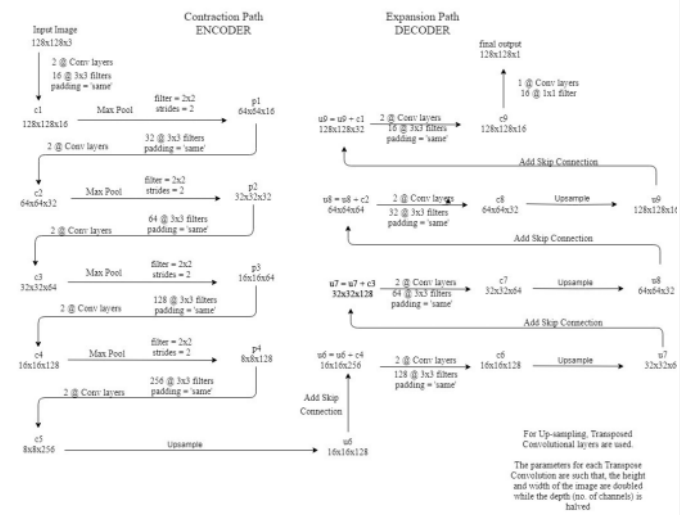 Contraction Path
ENCODER
Expansion Path
DECODER
Input Image
128x128x3
2 @ Conv layers
16 @ 3x3 filters
padding = 'same'
c1
128x128x16
Max Pool
filter = 2x2
strides = 2
p1
64x64x16
32 @ 3x3 filters
padding = 'same'
2 @ Conv layers
c2
64x64x32
Max Pool
filter = 2x2
strides = 2
p2
32x32x32
64 @ 3x3 filters
padding = 'same'
2 @ Conv layers
c3
32x32x64
Max Pool
filter = 2x2
strides = 2
p3
16x16x64
128 @ 3x3 filters
padding = 'same'
2 @ Conv layers
c4
16x16x128
Max Pool
filter = 2x2
strides = 2
p4
8x8x128
256 @ 3x3 filters
padding = 'same'
2 @ Conv layers
c5
8x8x256
Upsample
u6
16x16x128
Add Skip
Connection
u6 = u6 + c4
16x16x256
2 @ Conv layers
128 @ 3x3 filters
padding = 'same'
c6
16x16x128
Upsample
u7
32x32x6
Add Skip Connection
u7 = u7 + c3
32x32x128
2 @ Conv layers
64 @ 3x3 filters
padding = 'same'
c7
32x32x64
Upsample
u8
64x64x32
Add Skip Connection
u8 = u8 + c2
64x64x64
2 @ Conv layers
32 @ 3x3 filters
padding = 'same'
c8
64x64x32
Upsample
u9
128x128x16
Add Skip Connection
u9 = u9 + c1
128x128x32
2 @ Conv layers
16 @ 3x3 filters
padding = 'same'
c9
128x128x16
1 @ Conv layers
16 @ 1x1 filter
final output
128x128x1
For Up-sampling, Transposed
Convolutional layers are used.
The parameters for each Transpose
Convolution are such that, the height
and width of the image are doubled
while the depth (no. of channels) is
halved